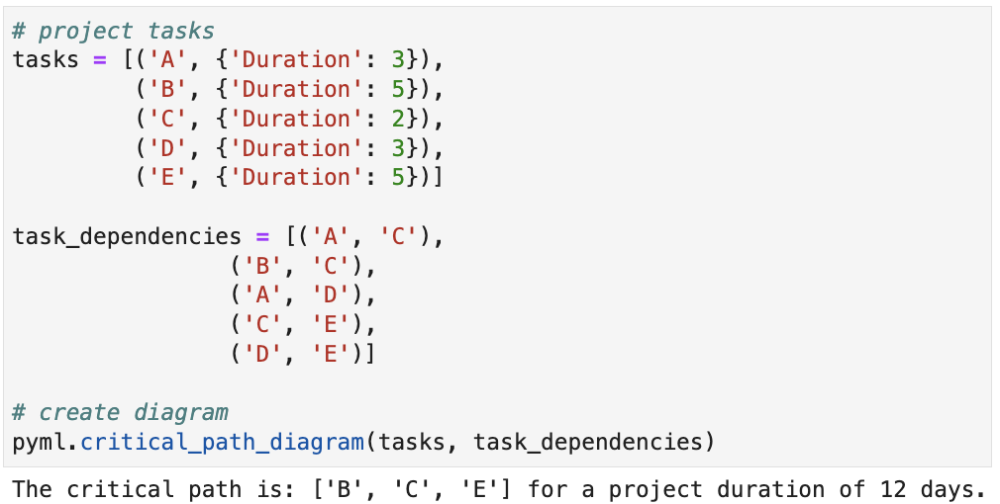 # project tasks
tasks = [('A', {'Duration': 3}),
         ('B', {'Duration': 5}),
         ('C', {'Duration': 2}),
         ('D', {'Duration': 3}),
         ('E', {'Duration': 5})]

task_dependencies = [('A', 'C'),
                ('B', 'C'),
                ('A', 'D'),
                ('C', 'E'),
                ('D', 'E')]

# create diagram
pyml.critical_path_diagram(tasks, task_dependencies)
The critical path is: ['B', 'C', 'E'] for a project duration of 12 days.